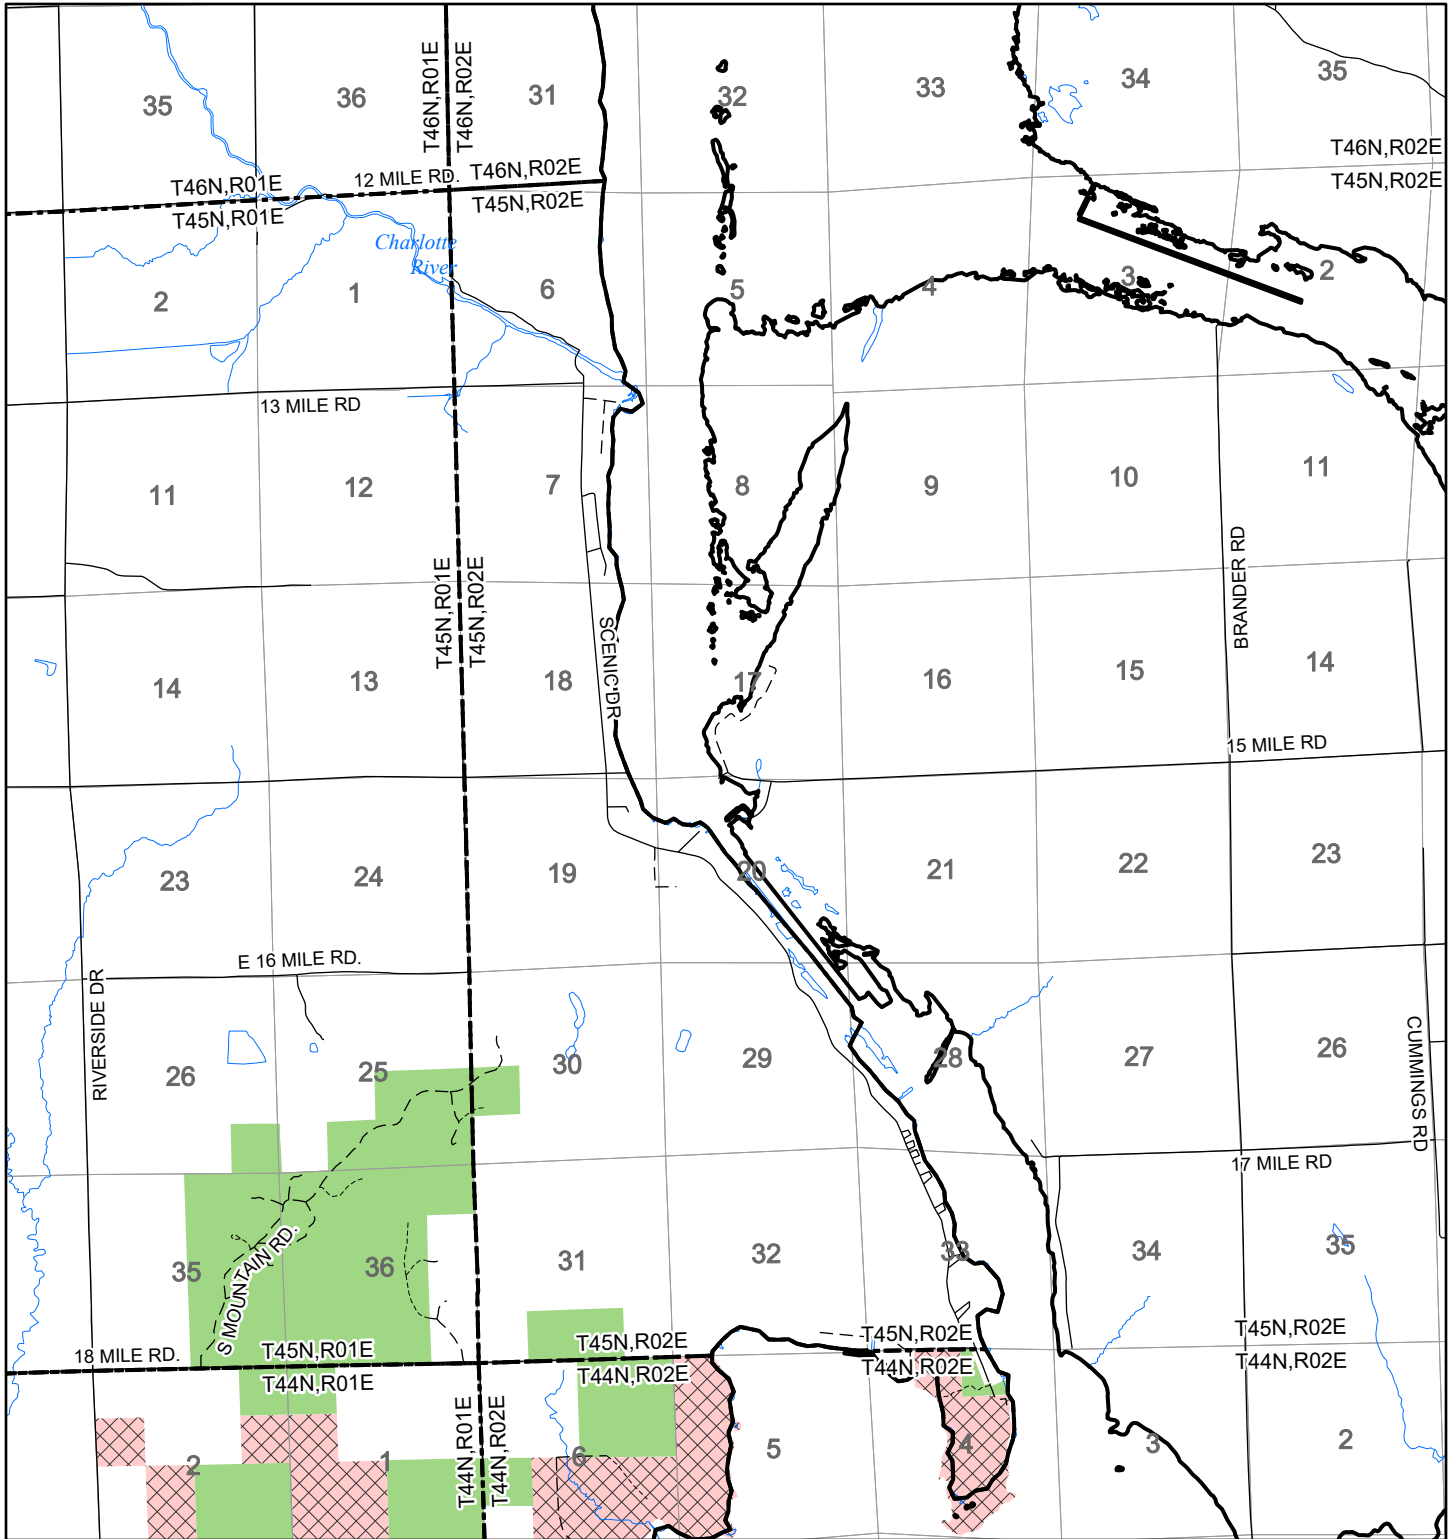 35
36
31
32
33
34
35
T46N,R01E
T46N,R02E
T46N,R01E
12 MILE RD.
T46N,R02E
T46N,R02E
T45N,R01E
T45N,R02E
T45N,R02E
Charlotte
River
2
1
6
5
4
3
2
13 MILE RD
11
12
7
8
9
10
11
T45N,R01E
T45N,R02E
SCENIC DR
BRANDER RD
14
13
18
17
16
15
14
15 MILE RD
23
24
19
20
21
22
23
E 16 MILE RD.
RIVERSIDE DR
CUMMINGS RD
26
25
30
29
28
27
26
17 MILE RD
35
36
31
32
33
34
35
S MOUNTAIN RD.
18 MILE RD.
T45N,R01E
T45N,R02E
T45N,R02E
T45N,R02E
T44N,R01E
T44N,R02E
T44N,R02E
T44N,R02E
T44N,R01E
T44N,R02E
2
1
6
5
4
3
2